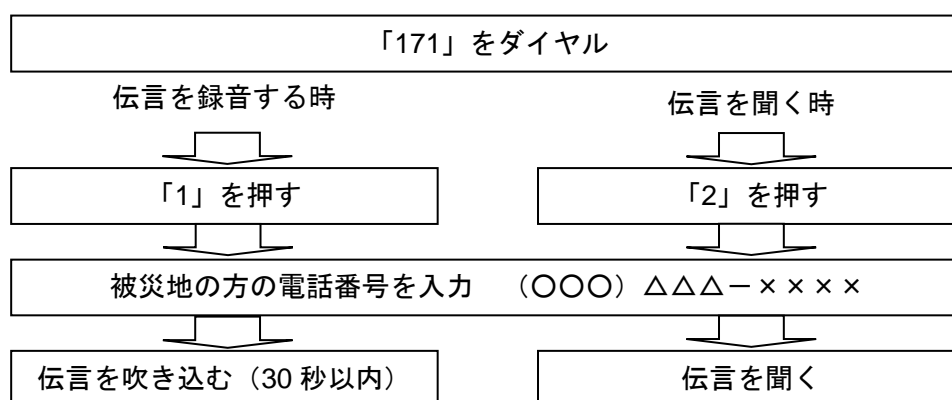 「171」をダイヤル
伝言を録音する時
伝言を聞く時
「1」を押す
「2」を押す
被災地の方の電話番号を入力　（〇〇〇）△△△－××××
伝言を吹き込む（30 秒以内）
伝言を聞く